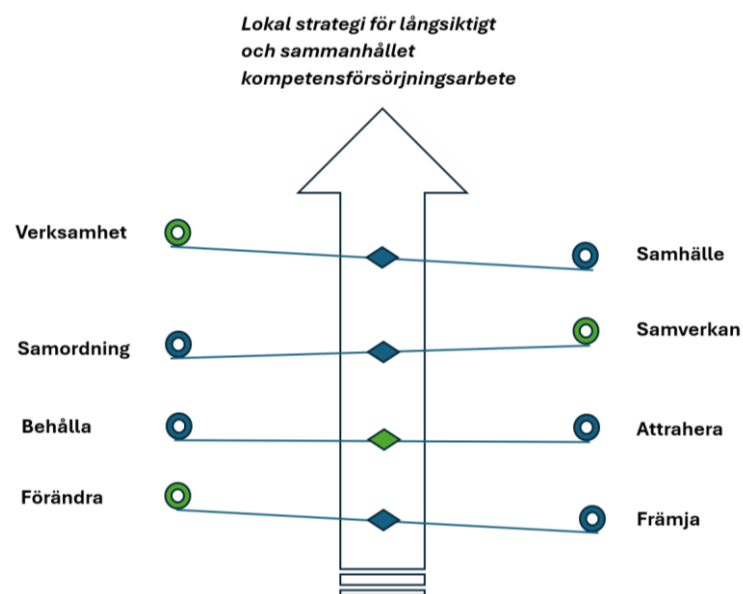 Lokal strategi för långsiktigt
och sammanhållet
kompetensförsörjningsarbete
Verksamhet
Samhälle
Samordning
Samverkan
Behålla
Attrahera
Förändra
Främja